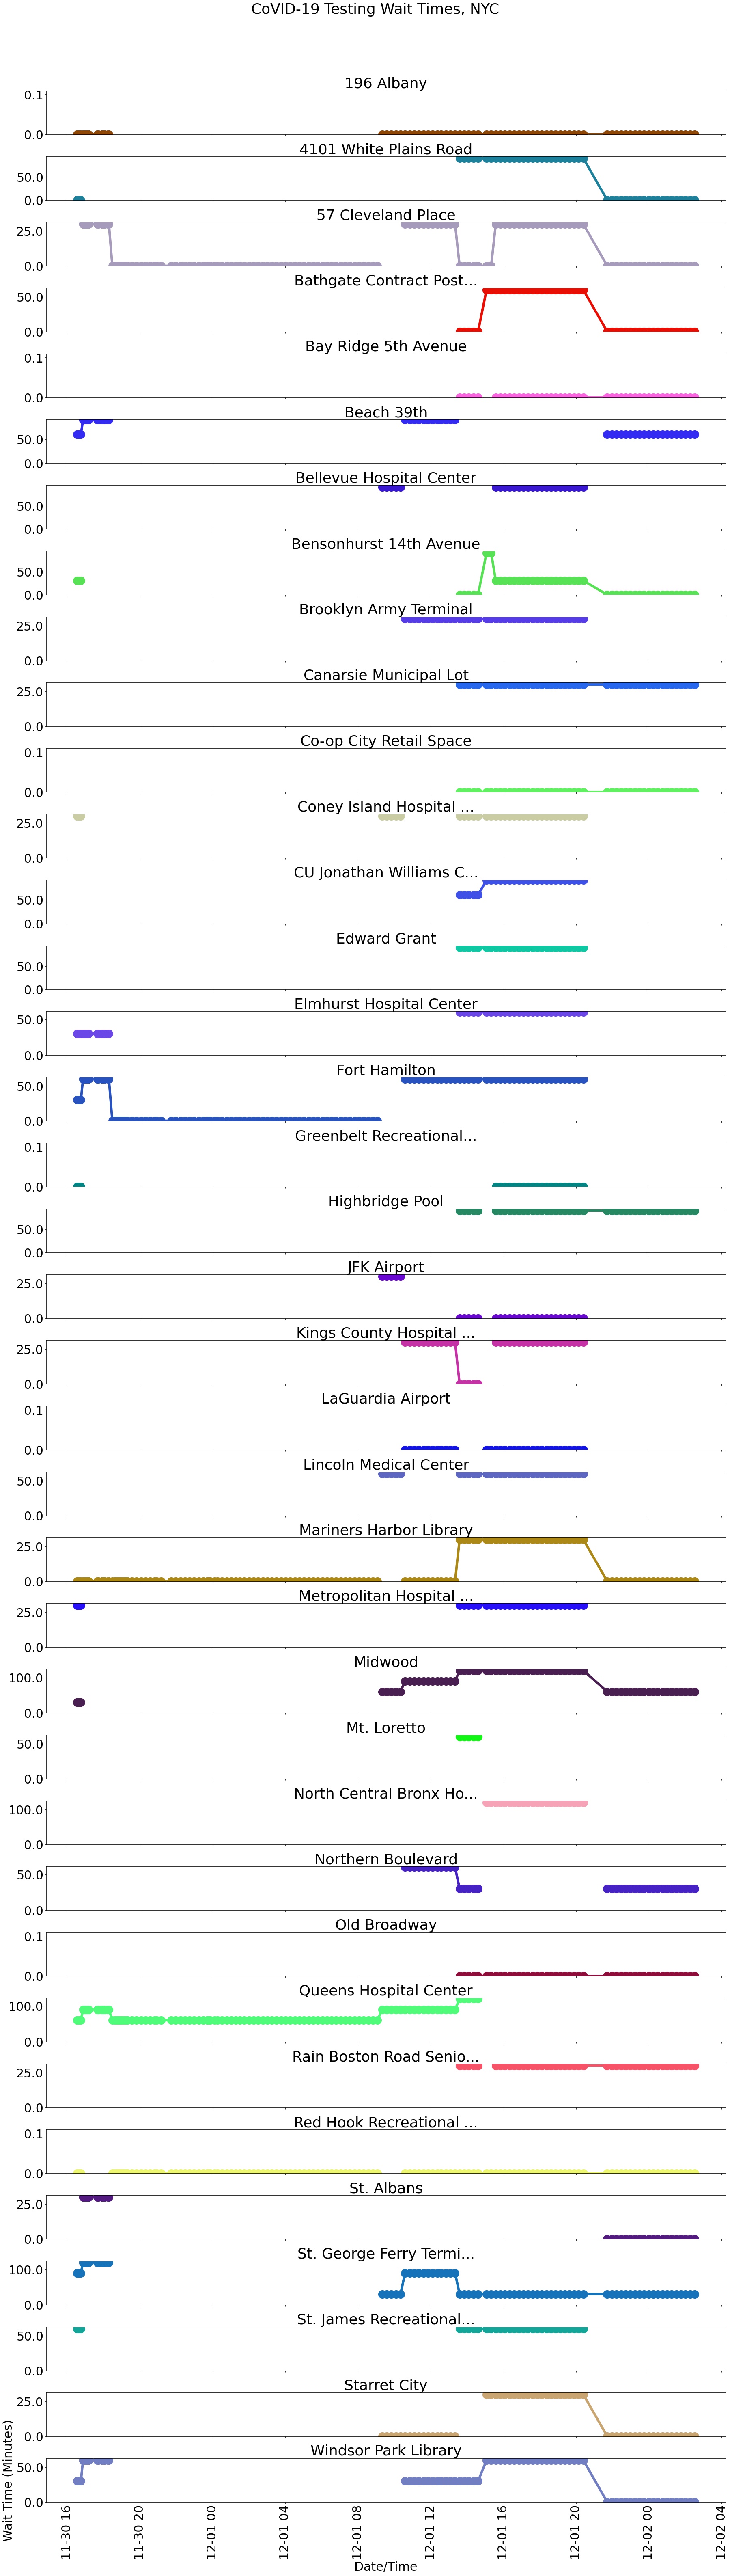 CoVID-19 Testing Wait Times, NYC
196 Albany
0.1
0.0
4101 White Plains Road
50.0
0.0
57 Cleveland Place
25.0
0.0
Bathgate Contract Post...
50.0
0.0
Bay Ridge 5th Avenue
0.1
0.0
Beach 39th
50.0
0.0
Bellevue Hospital Center
50.0
0.0
Bensonhurst 14th Avenue
50.0
0.0
Brooklyn Army Terminal
25.0
0.0
Canarsie Municipal Lot
25.0
0.0
Co-op City Retail Space
0.1
0.0
Coney Island Hospital ...
25.0
0.0
CU Jonathan Williams C...
50.0
0.0
Edward Grant
50.0
0.0
Elmhurst Hospital Center
50.0
0.0
Fort Hamilton
50.0
0.0
Greenbelt Recreational...
0.1
0.0
Highbridge Pool
50.0
0.0
JFK Airport
25.0
0.0
Kings County Hospital ...
25.0
0.0
LaGuardia Airport
0.1
0.0
Lincoln Medical Center
50.0
0.0
Mariners Harbor Library
25.0
0.0
Metropolitan Hospital ...
25.0
0.0
Midwood
100.0
0.0
Mt. Loretto
50.0
0.0
North Central Bronx Ho...
100.0
0.0
Northern Boulevard
50.0
0.0
Old Broadway
0.1
0.0
Queens Hospital Center
100.0
0.0
Rain Boston Road Senio...
25.0
0.0
Red Hook Recreational ...
0.1
0.0
St. Albans
25.0
0.0
St. George Ferry Termi...
100.0
0.0
St. James Recreational...
50.0
0.0
Starret City
25.0
0.0
Windsor Park Library
50.0
0.0
Wait Time (Minutes)
11-30 16
11-30 20
12-01 00
12-01 04
12-01 08
12-01 12
12-01 16
12-01 20
12-02 00
12-02 04
Date/Time